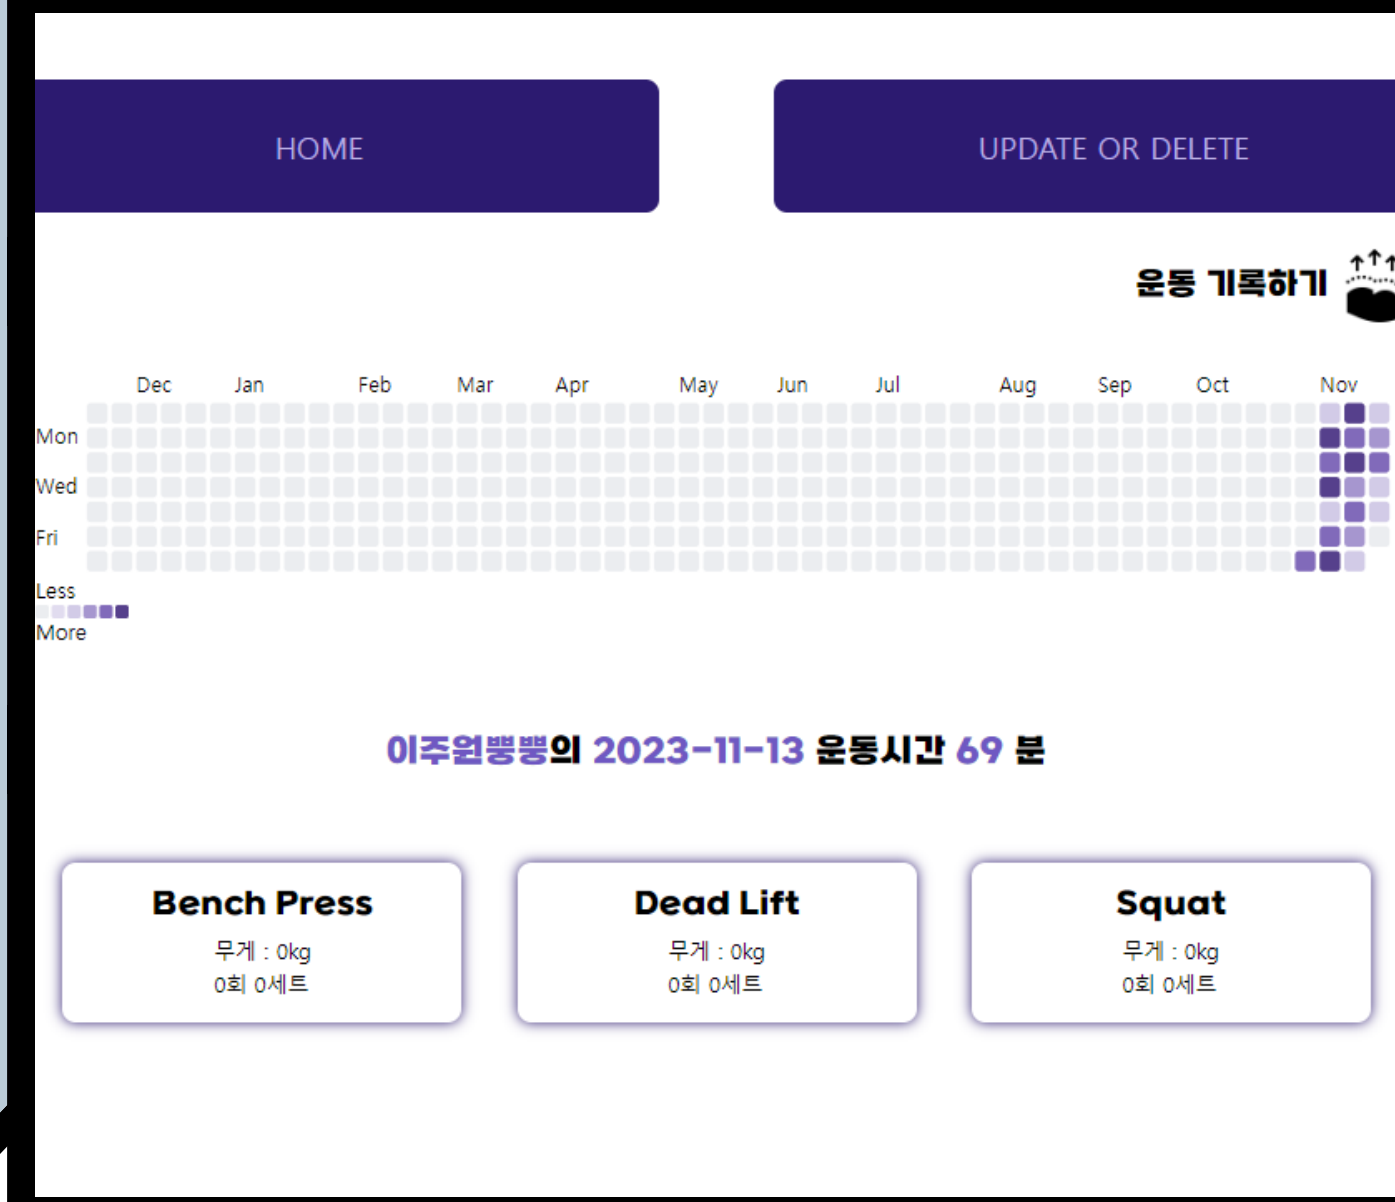 HOME
UPDATE OR DELETE
운동 기록하기
Dec Jan Feb Mar Apr May Jun Jul Aug Sep Oct Nov
Mon
Wed
Fri
Less
More
이주원뿡뿡의 2023-11-13 운동시간 69 분
Bench Press
무게 : 0kg
0회 0세트
Dead Lift
무게 : 0kg
0회 0세트
Squat
무게 : 0kg
0회 0세트